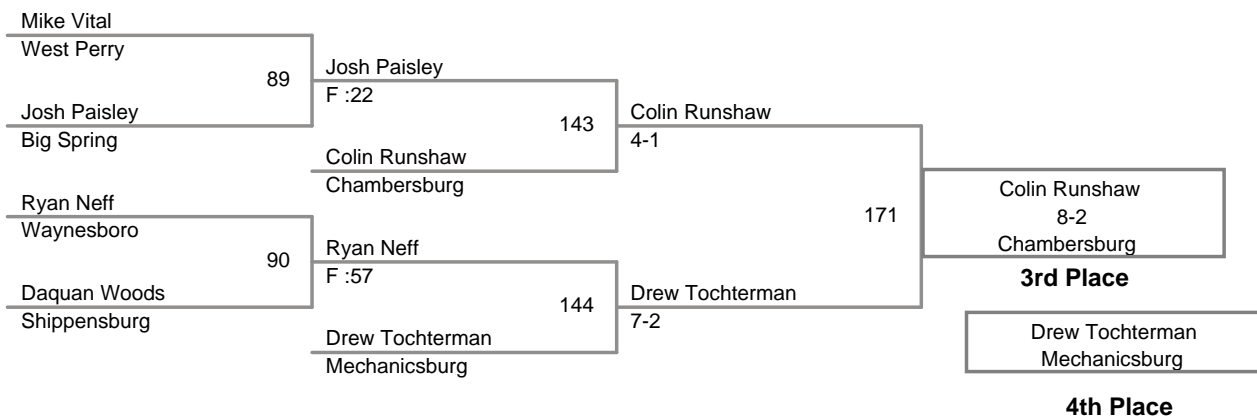 Mike Vital
West Perry
89
Josh Paisley
F :22
Josh Paisley
Big Spring
143
Colin Runshaw
4-1
Colin Runshaw
Chambersburg
Ryan Neff
Waynesboro
90
Ryan Neff
F :57
Daquan Woods
Shippensburg
144
Drew Tochterman
7-2
Drew Tochterman
Mechanicsburg
171
Colin Runshaw
8-2
Chambersburg
3rd Place
Drew Tochterman
Mechanicsburg
4th Place